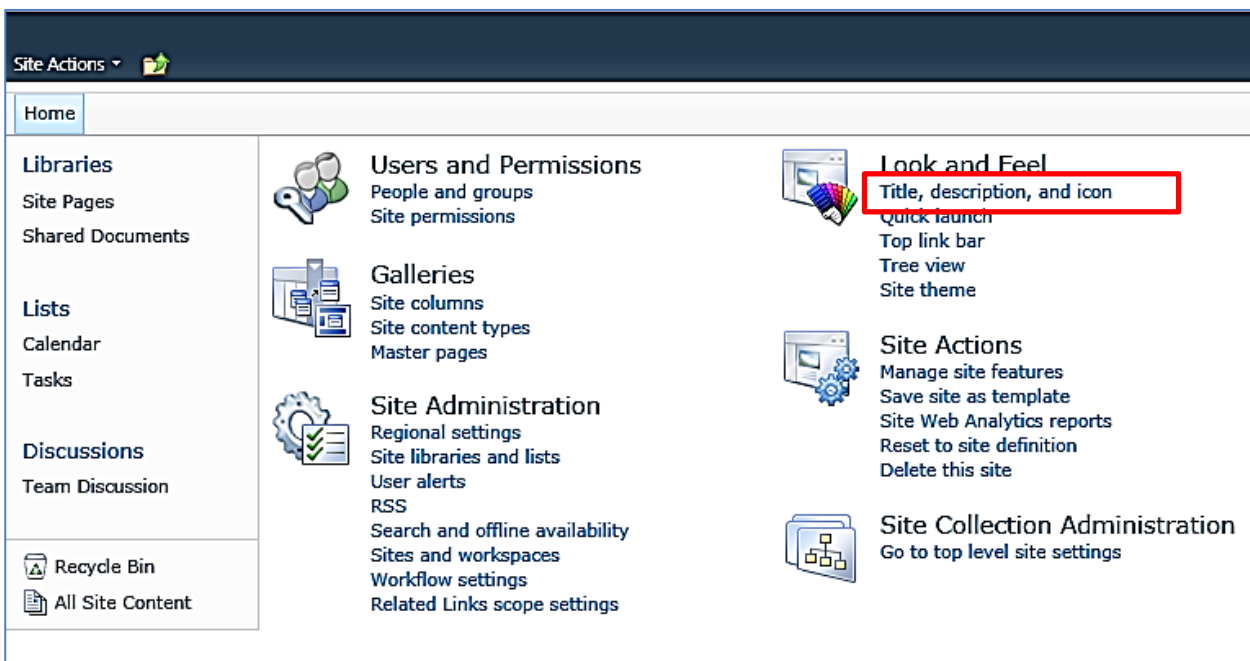 Site Actions
Home
Libraries
Site Pages
Shared Documents
Lists
Calendar
Tasks
Discussions
Team Discussion
Recycle Bin
All Site Content
Users and Permissions
People and groups
Site permissions
Galleries
Site columns
Site content types
Master pages
Site Administration
Regional settings
Site libraries and lists
User alerts
RSS
Search and offline availability
Sites and workspaces
Workflow settings
Related Links scope settings
Look and Feel
Title, description, and icon
Quick launch
Top link bar
Tree view
Site theme
Site Actions
Manage site features
Save site as template
Site Web Analytics reports
Reset to site definition
Delete this site
Site Collection Administration
Go to top level site settings